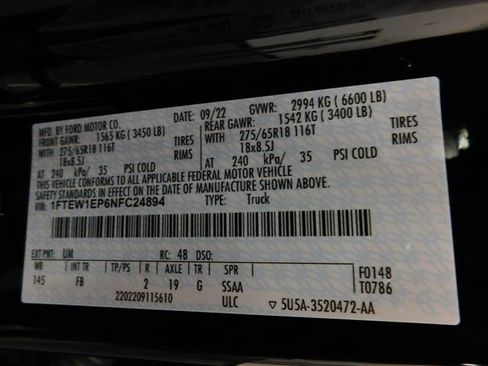 MFD. BY FORD MOTOR CO. DATE: 09/22 GVWR: 2994 KG ( 6600 LB)
FRONT GAWR: 1565 KG ( 3450 LB) REAR GAWR: 1542 KG ( 3400 LB)
WITH 275/65R18 116T TIRES WITH 275/65R18 116T TIRES
18x8.5J RIMS 18x8.5J RIMS
AT 240 kPa/ 35 PSI COLD AT 240 kPa/ 35 PSI COLD
THIS VEHICLE CONFORMS TO ALL APPLICABLE FEDERAL MOTOR VEHICLE
SAFETY STANDARDS IN EFFECT ON THE DATE OF MANUFACTURE SHOWN ABOVE.
VIN: 1FTEW1EP6NFC24894 TYPE: Truck
EXT PNT: UM RC: 48 DSO:
WB INT TR TP/PS R AXLE TR SPR F0148
145 FB 2 19 G SSAA T0786
2202209115610 ULC ▽ 5U5A-3520472-AA